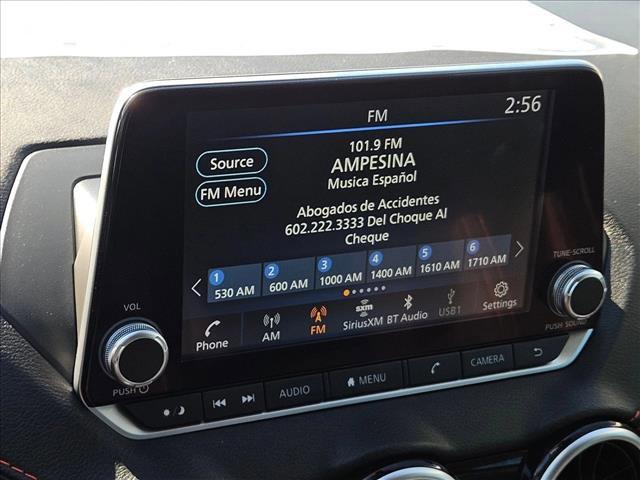 FM
2:56
Source
FM Menu
101.9 FM
AMPESINA
Musica Español
Abogados de Accidentes
602.222.3333 Del Choque Al
Cheque
1 530 AM
2 600 AM
3 1000 AM
4 1400 AM
5 1610 AM
6 1710 AM
Phone
AM
FM
sxm
SiriusXM
BT Audio
USB1
Settings
VOL
PUSH
TUNE·SCROLL
PUSH SOUND
AUDIO
MENU
CAMERA